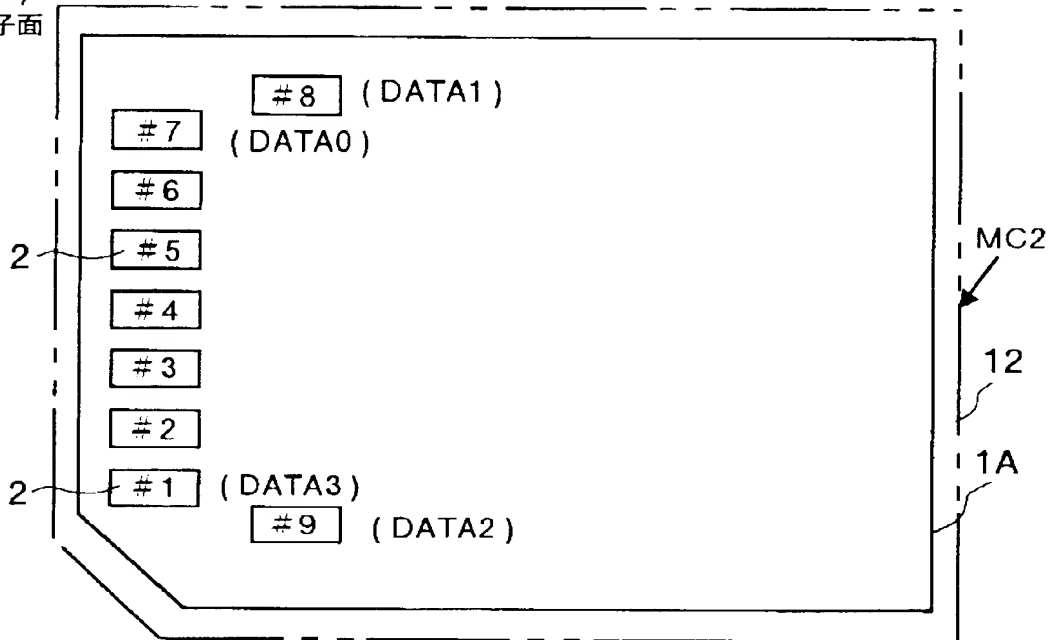 子面
#8 (DATA1)
#7 (DATA0)
#6
2 #5
MC2
#4
12
#3
#2
1A
2 #1 (DATA3)
#9 (DATA2)